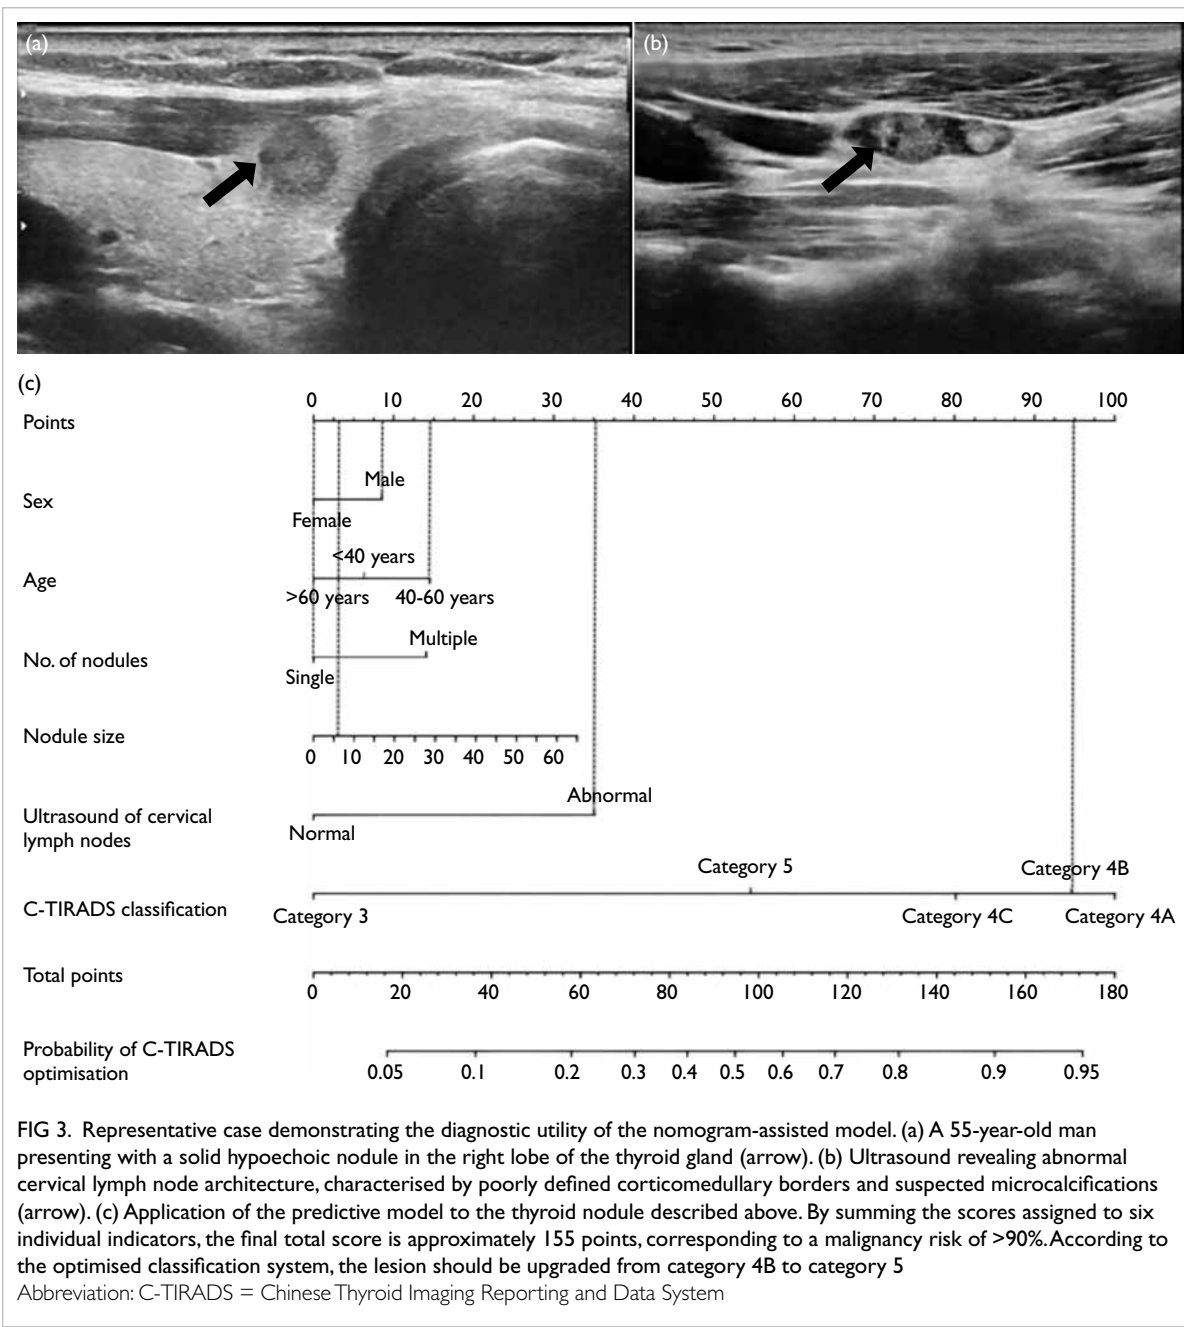 (a)
(b)
(c)
Points
0 10 20 30 40 50 60 70 80 90 100
Sex
Male
Female
Age
<40 years
>60 years 40-60 years
No. of nodules
Multiple
Single
Nodule size
0 10 20 30 40 50 60
Ultrasound of cervical
lymph nodes
Abnormal
Normal
C-TIRADS classification
Category 5 Category 4B
Category 3 Category 4C Category 4A
Total points
0 20 40 60 80 100 120 140 160 180
Probability of C-TIRADS
optimisation
0.05 0.1 0.2 0.3 0.4 0.5 0.6 0.7 0.8 0.9 0.95
FIG 3. Representative case demonstrating the diagnostic utility of the nomogram-assisted model. (a) A 55-year-old man
presenting with a solid hypoechoic nodule in the right lobe of the thyroid gland (arrow). (b) Ultrasound revealing abnormal
cervical lymph node architecture, characterised by poorly defined corticomedullary borders and suspected microcalcifications
(arrow). (c) Application of the predictive model to the thyroid nodule described above. By summing the scores assigned to six
individual indicators, the final total score is approximately 155 points, corresponding to a malignancy risk of >90%. According to
the optimised classification system, the lesion should be upgraded from category 4B to category 5
Abbreviation: C-TIRADS = Chinese Thyroid Imaging Reporting and Data System